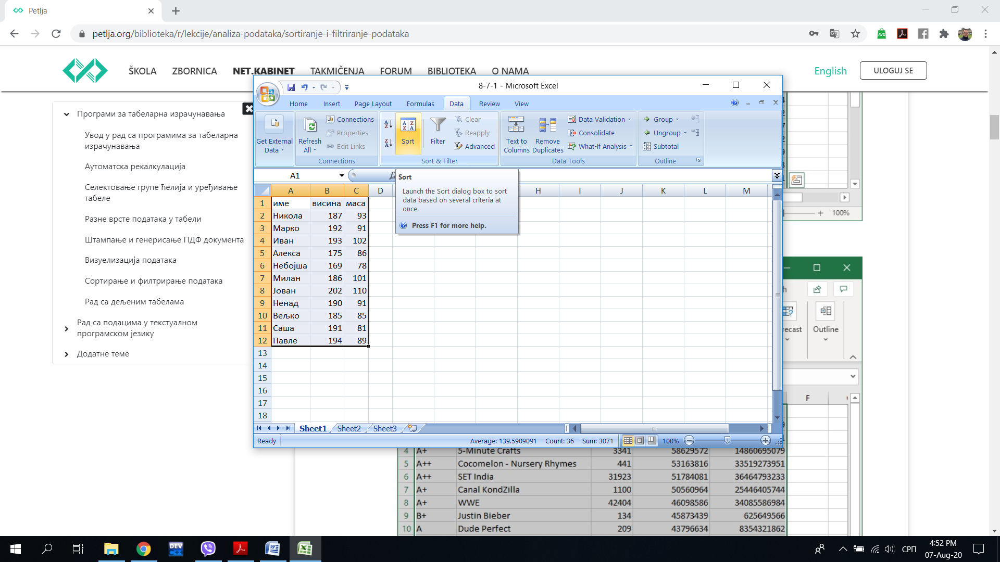 Petlja
petlja.org/biblioteka/r/lekcije/analiza-podataka/sortiranje-i-filtriranje-podataka
AVG
ŠKOLA ZBORNICA NET.KABINET TAKMIČENJA FORUM BIBLIOTEKA O NAMA English ULOGUJ SE
Програми за табеларна израчунавања
Увод у рад са програмима за табеларна
израчунавања
Аутоматска рекалкулација
Селектовање групе ћелија и уређивање
табеле
Разне врсте података у табели
Штампање и генерисање ПДФ документа
Визуелизација података
Сортирање и филтрирање података
Рад са дељеним табелама
Рад са подацима у текстуалном
програмском језику
Додатне теме
8-7-1 - Microsoft Excel
Home Insert Page Layout Formulas Data Review View
Get External
Data
Refresh
All
Connections
Properties
Edit Links
Connections
Sort
Filter
Clear
Reapply
Advanced
Sort & Filter
Text to
Columns
Remove
Duplicates
Data Validation
Consolidate
What-If Analysis
Data Tools
Group
Ungroup
Subtotal
Outline
A1
fx
Sort
Launch the Sort dialog box to sort
data based on several criteria at
once.
Press F1 for more help.
A B C D H I J K L M
1 име висина маса
2 Никола 187 93
3 Марко 192 91
4 Иван 193 102
5 Алекса 175 86
6 Небојша 169 78
7 Милан 186 101
8 Јован 202 110
9 Ненад 190 91
10 Вељко 185 85
11 Саша 191 81
12 Павле 194 89
13
14
15
16
17
18
Sheet1 Sheet2 Sheet3
Ready Average: 139.5909091 Count: 36 Sum: 3071 100%
100%
Outline
F
4 A+ 5-Minute Crafts 3341 58629572 14860695079
5 A++ Cocomelon - Nursery Rhymes 441 53163816 33519273951
6 A++ SET India 31923 51784081 36464793233
7 A+ Canal KondZilla 1100 50560964 25446405744
8 A+ WWE 42404 46098586 34085586984
9 B+ Justin Bieber 134 45873439 625649566
10 A Dude Perfect 209 43796634 8354321862
DEV
C++
СРП
4:52 PM
07-Aug-20